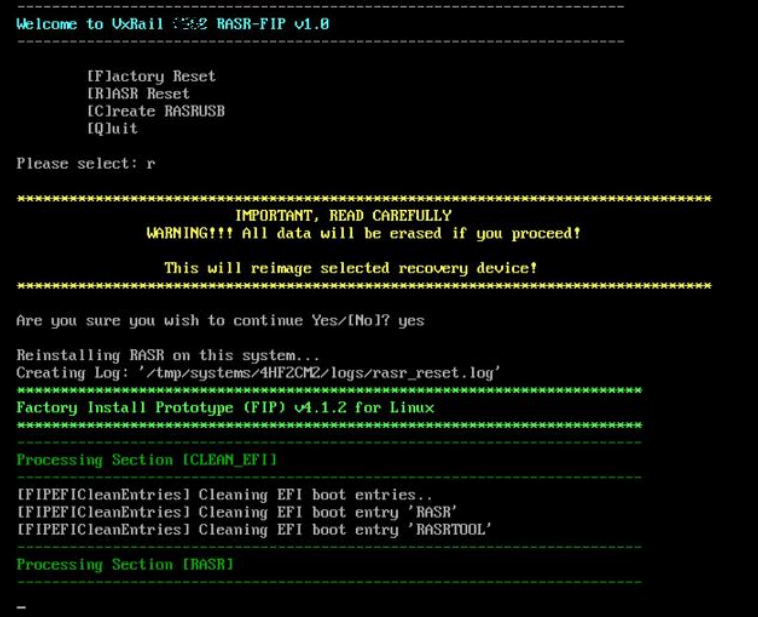 Welcome to VxRail RASR-FIP v1.0
[F]actory Reset
[R]ASR Reset
[C]reate RASRUSB
[Q]uit
Please select: r
********************************************************************************
IMPORTANT, READ CAREFULLY
WARNING!!! All data will be erased if you proceed!
This will reimage selected recovery device!
********************************************************************************
Are you sure you wish to continue Yes/[No]? yes
Reinstalling RASR on this system...
Creating Log: '/tmp/systems/4HF2CM2/logs/rasr_reset.log'
************************************************************************
Factory Install Prototype (FIP) v4.1.2 for Linux
************************************************************************
------------------------------------------------------------------------
Processing Section [CLEAN_EFI]
------------------------------------------------------------------------
[FIPEFICleanEntries] Cleaning EFI boot entries..
[FIPEFICleanEntries] Cleaning EFI boot entry 'RASR'
[FIPEFICleanEntries] Cleaning EFI boot entry 'RASRTOOL'
------------------------------------------------------------------------
Processing Section [RASR]
------------------------------------------------------------------------